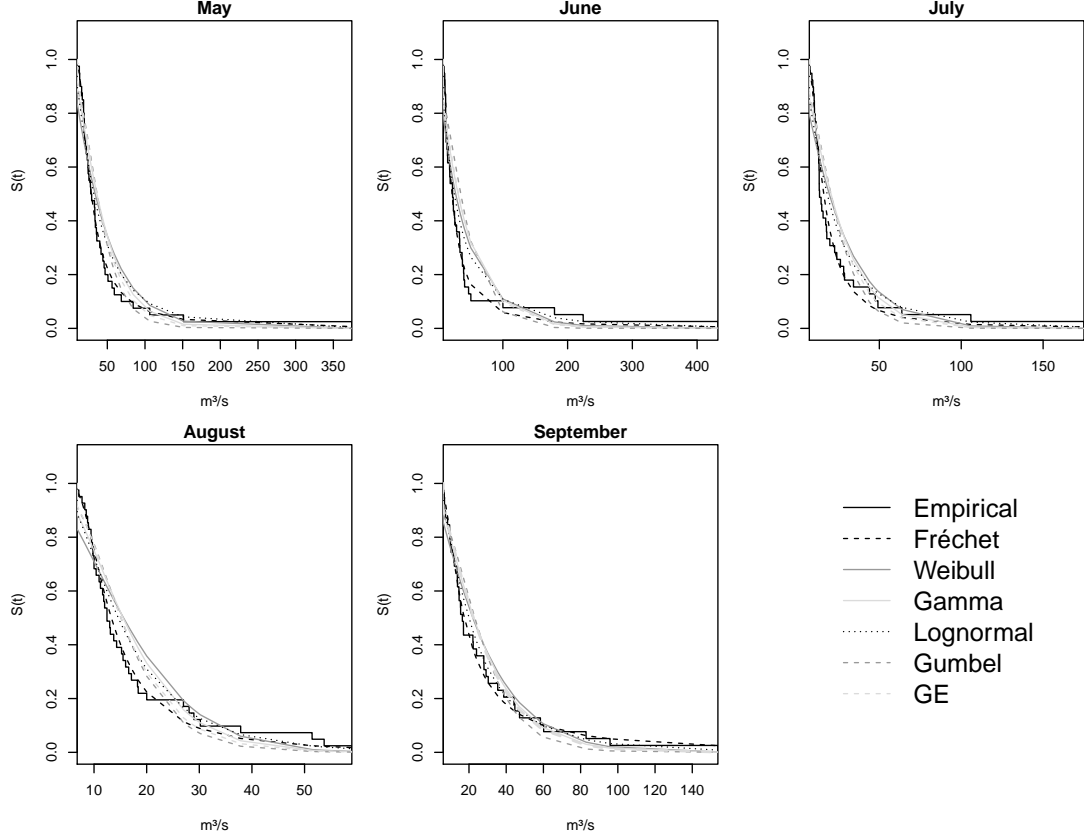 May
June
July
S(t)
0.0 0.2 0.4 0.6 0.8 1.0
50 100 150 200 250 300 350
m³/s
S(t)
0.0 0.2 0.4 0.6 0.8 1.0
100 200 300 400
m³/s
S(t)
0.0 0.2 0.4 0.6 0.8 1.0
50 100 150
m³/s
August
September
S(t)
0.0 0.2 0.4 0.6 0.8 1.0
10 20 30 40 50
m³/s
S(t)
0.0 0.2 0.4 0.6 0.8 1.0
20 40 60 80 100 120 140
m³/s
Empirical
Fréchet
Weibull
Gamma
Lognormal
Gumbel
GE